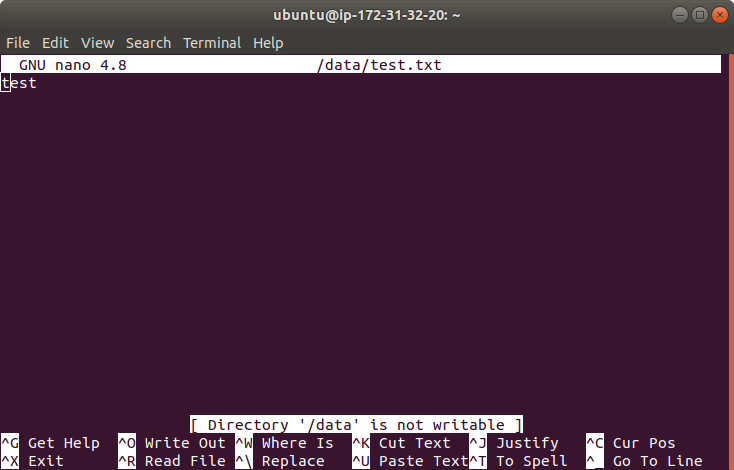 ubuntu@ip-172-31-32-20: ~
File Edit View Search Terminal Help
GNU nano 4.8 /data/test.txt
test
[ Directory '/data' is not writable ]
^G Get Help ^O Write Out ^W Where Is ^K Cut Text ^J Justify ^C Cur Pos
^X Exit ^R Read File ^\ Replace ^U Paste Text ^T To Spell ^_ Go To Line